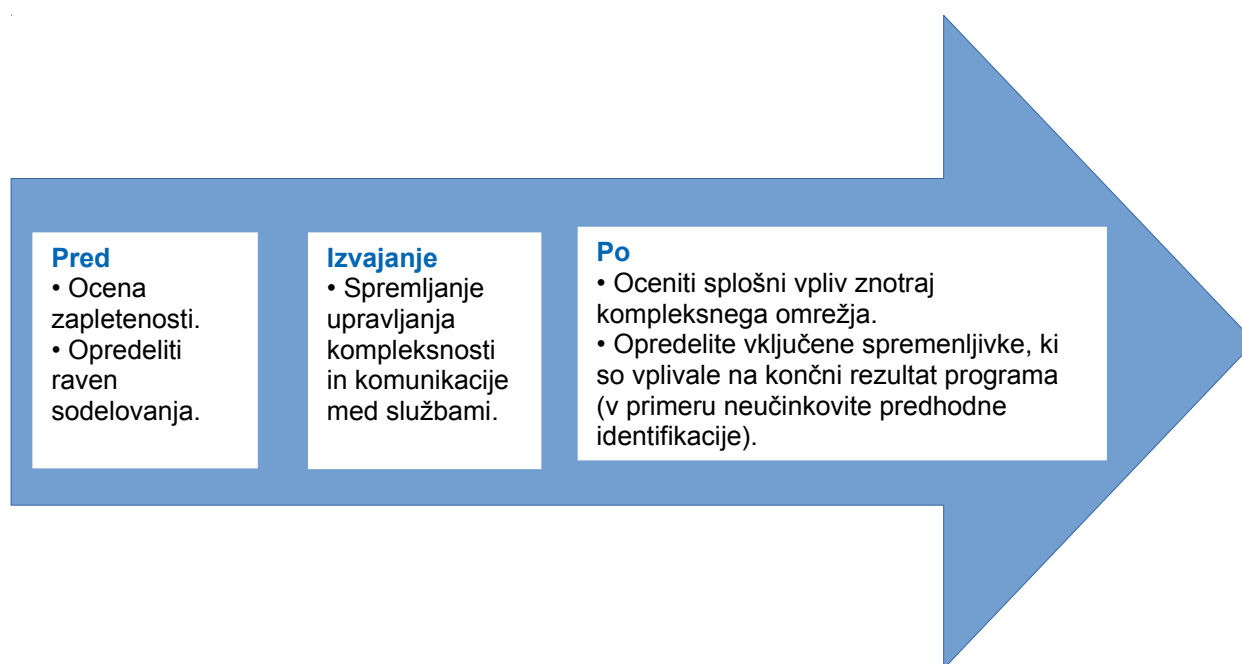 Pred
• Ocena
zapletenosti.
• Opredeliti
raven
sodelovanja.
Izvajanje
• Spremljanje
upravljanja
kompleksnosti
in komunikacije
med službami.
Po
• Oceniti splošni vpliv znotraj
kompleksnega omrežja.
• Opredelite vključene spremenljivke, ki
so vplivale na končni rezultat programa
(v primeru neučinkovite predhodne
identifikacije).